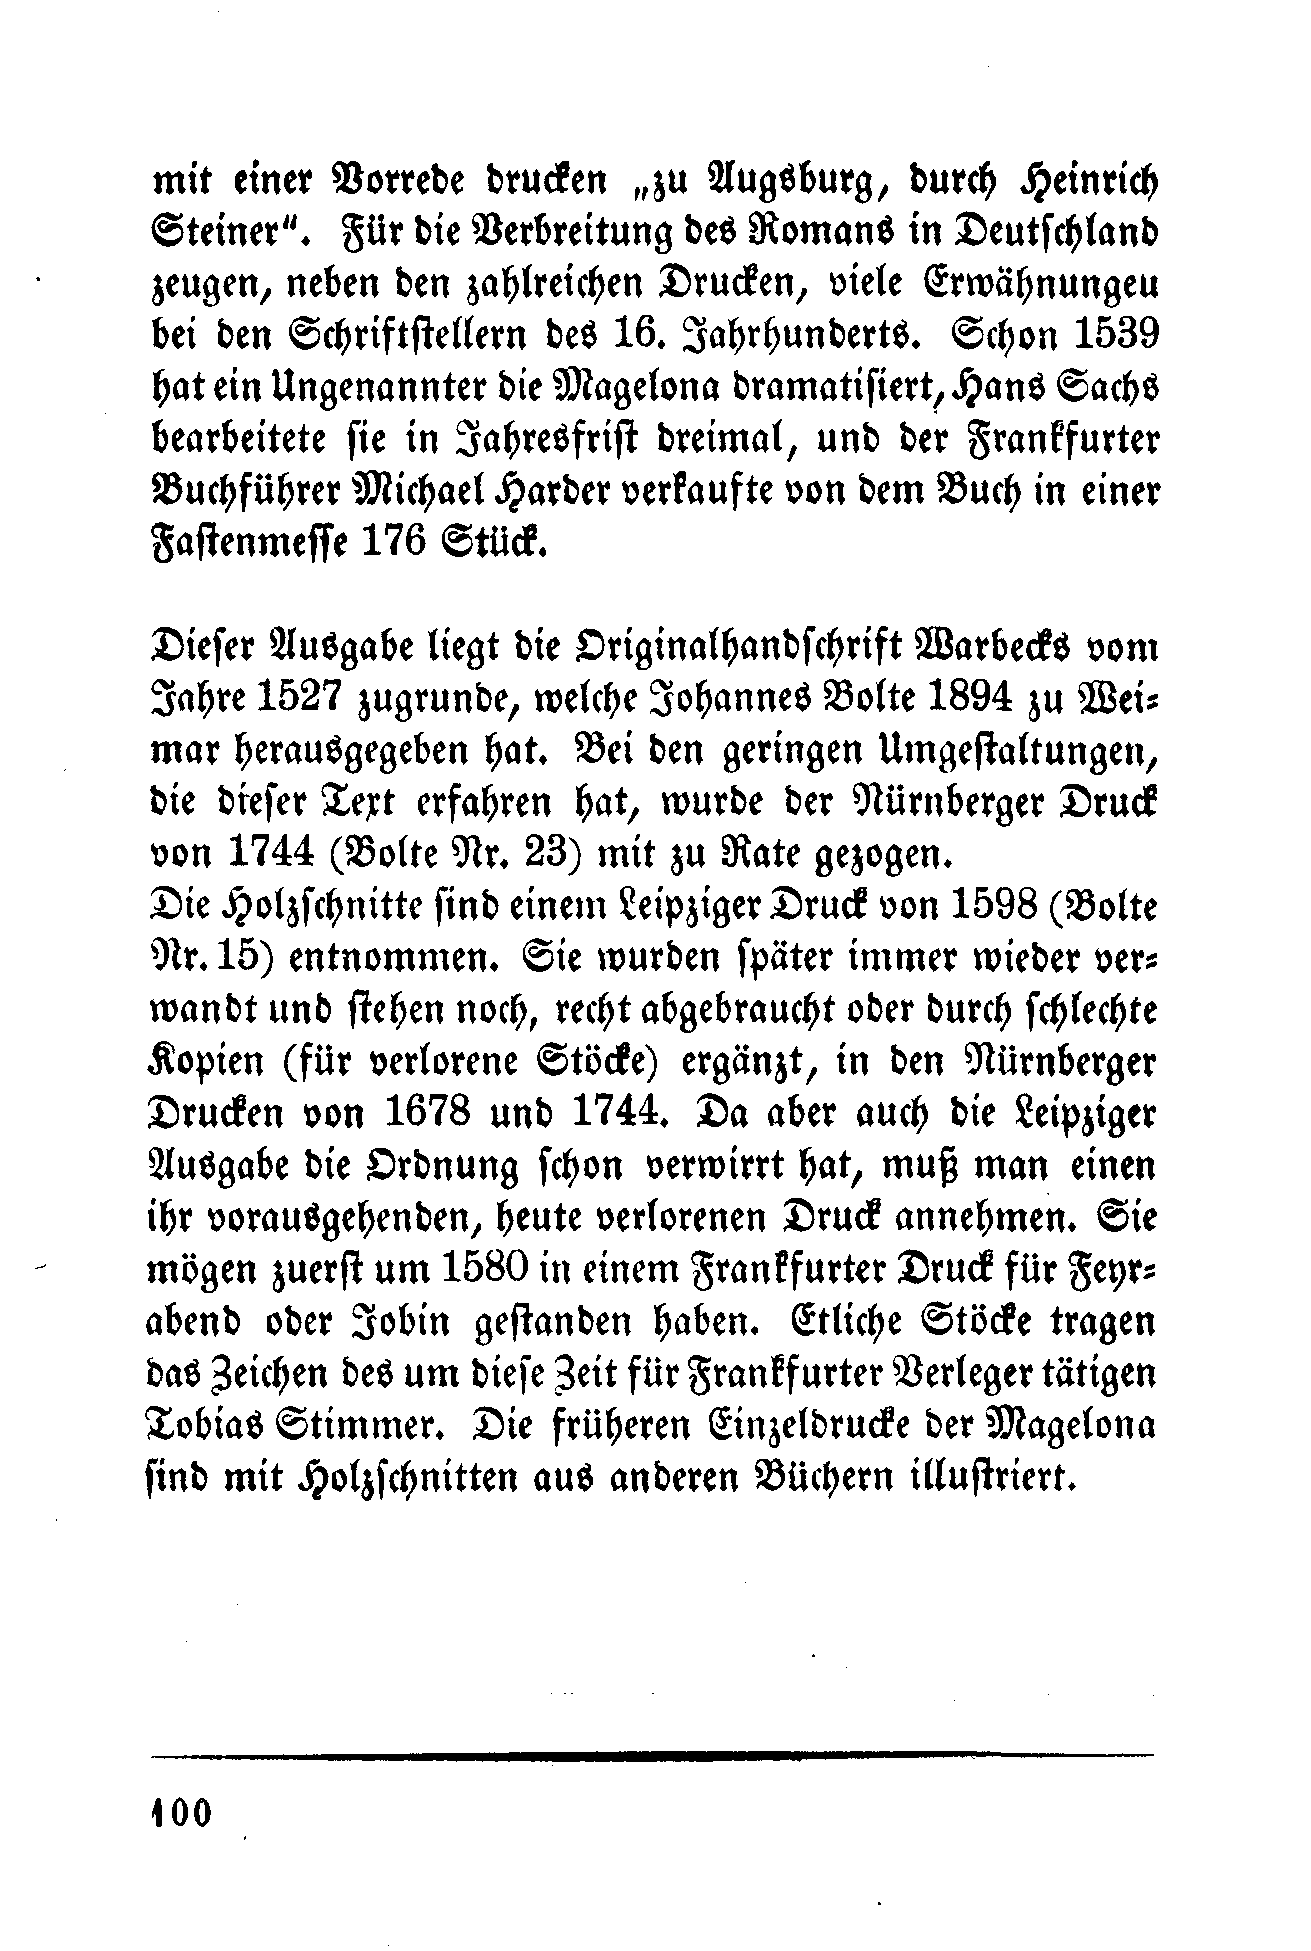 mit einer Vorrede drucken „zu Augsburg, durch Heinrich
Steiner“. Für die Verbreitung des Romans in Deutschland
zeugen, neben den zahlreichen Drucken, viele Erwähnungeu
bei den Schriftstellern des 16. Jahrhunderts. Schon 1539
hat ein Ungenannter die Magelona dramatisiert, Hans Sachs
bearbeitete sie in Jahresfrist dreimal, und der Frankfurter
Buchführer Michael Harder verkaufte von dem Buch in einer
Fastenmesse 176 Stück.
Dieser Ausgabe liegt die Originalhandschrift Warbecks vom
Jahre 1527 zugrunde, welche Johannes Bolte 1894 zu Wei-
mar herausgegeben hat. Bei den geringen Umgestaltungen,
die dieser Text erfahren hat, wurde der Nürnberger Druck
von 1744 (Bolte Nr. 23) mit zu Rate gezogen.
Die Holzschnitte sind einem Leipziger Druck von 1598 (Bolte
Nr. 15) entnommen. Sie wurden später immer wieder ver-
wandt und stehen noch, recht abgebraucht oder durch schlechte
Kopien (für verlorene Stöcke) ergänzt, in den Nürnberger
Drucken von 1678 und 1744. Da aber auch die Leipziger
Ausgabe die Ordnung schon verwirrt hat, muß man einen
ihr vorausgehenden, heute verlorenen Druck annehmen. Sie
mögen zuerst um 1580 in einem Frankfurter Druck für Feyr-
abend oder Jobin gestanden haben. Etliche Stöcke tragen
das Zeichen des um diese Zeit für Frankfurter Verleger tätigen
Tobias Stimmer. Die früheren Einzeldrucke der Magelona
sind mit Holzschnitten aus anderen Büchern illustriert.
100